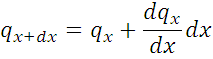 q_{x+dx} = q_x + \frac{dq_x}{dx} dx